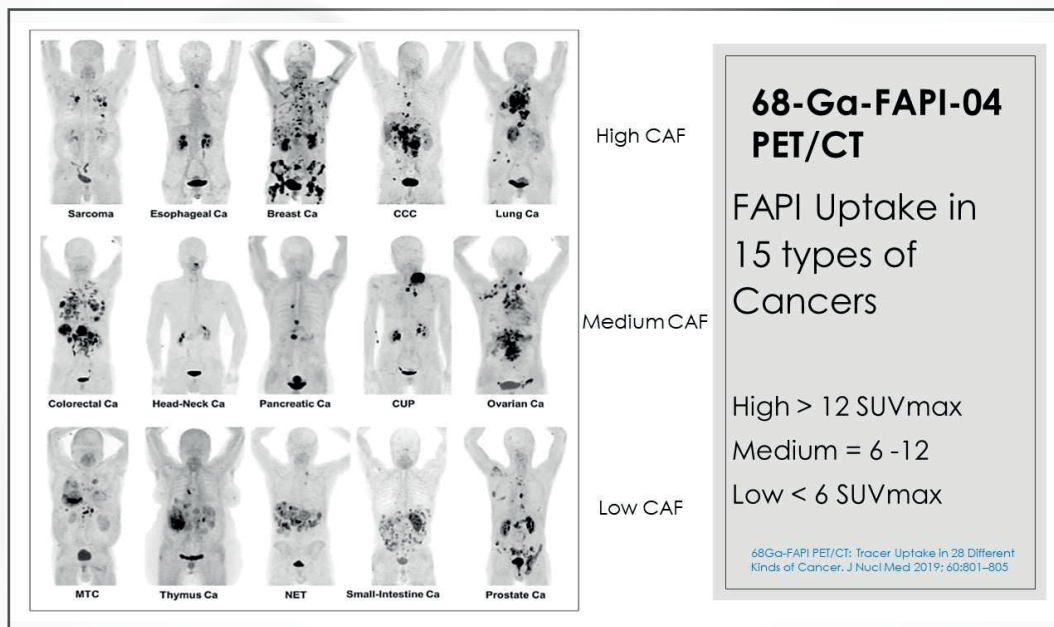 Sarcoma Esophageal Ca Breast Ca CCC Lung Ca
High CAF
Colorectal Ca Head-Neck Ca Pancreatic Ca CUP Ovarian Ca
Medium CAF
MTC Thymus Ca NET Small-Intestine Ca Prostate Ca
Low CAF
68-Ga-FAPI-04
PET/CT
FAPI Uptake in
15 types of
Cancers
High > 12 SUVmax
Medium = 6 -12
Low < 6 SUVmax
68Ga-FAPI PET/CT: Tracer Uptake in 28 Different
Kinds of Cancer. J Nucl Med 2019; 60:801–805